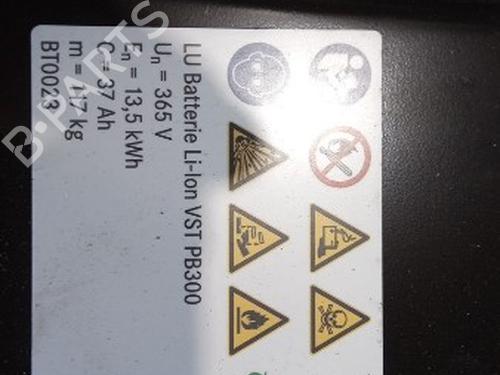 LU Batterie Li-Ion VST PB300
Un = 365 V
En = 13,5 kWh
C = 37 Ah
m = 117 kg
BT0023
B-PARTS